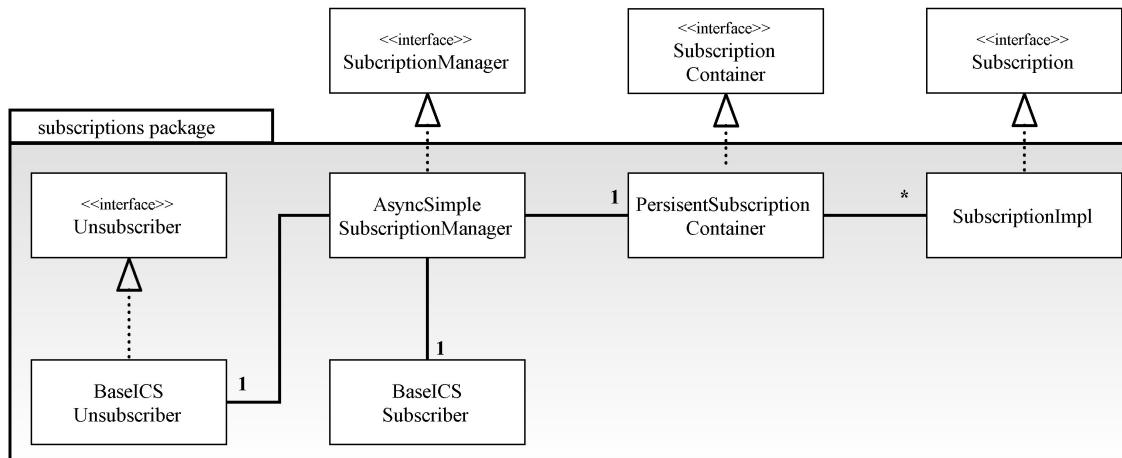 <<interface>>
SubcriptionManager
<<interface>>
Subscription
Container
<<interface>>
Subscription
subscriptions package
<<interface>>
Unsubscriber
AsyncSimple
SubscriptionManager
1
PersisentSubscription
Container
*
SubscriptionImpl
BaseICS
Unsubscriber
1
1
BaseICS
Subscriber